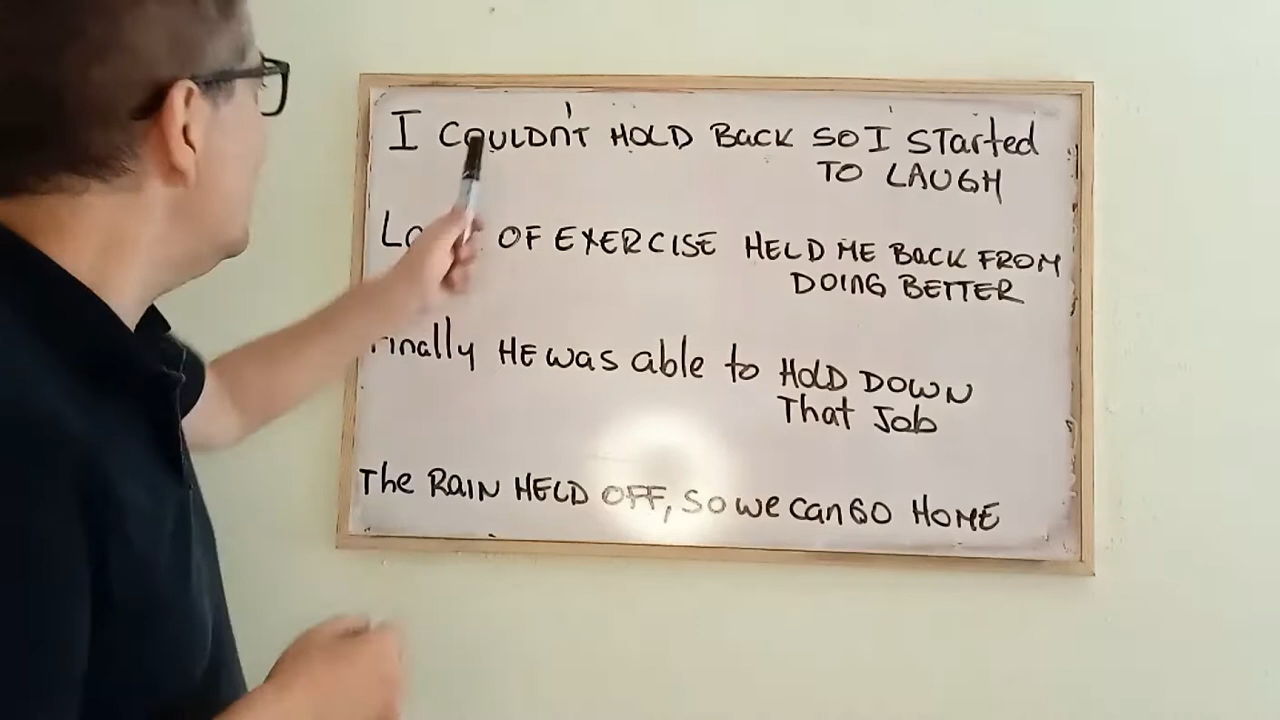 I COULDN'T HOLD BACK SO I STarted
TO LAUGH
OF EXERCISE HELD ME BACK FROM
DOING BETTER
Finally HE was able to HOLD DOWN
That Job
The RAIN HELD OFF, SO we can GO HOME